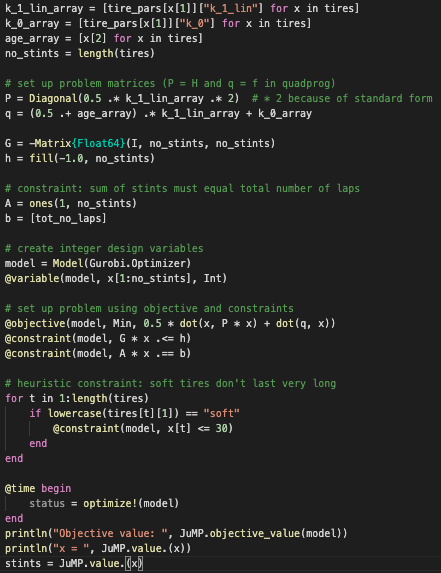 k_1_lin_array = [tire_pars[x[1]]["k_1_lin"] for x in tires]
k_0_array = [tire_pars[x[1]]["k_0"] for x in tires]
age_array = [x[2] for x in tires]
no_stints = length(tires)

# set up problem matrices (P = H and q = f in quadprog)
P = Diagonal(0.5 .* k_1_lin_array .* 2)  # * 2 because of standard form
q = (0.5 .+ age_array) .* k_1_lin_array + k_0_array

G = -Matrix{Float64}(I, no_stints, no_stints)
h = fill(-1.0, no_stints)

# constraint: sum of stints must equal total number of laps
A = ones(1, no_stints)
b = [tot_no_laps]

# create integer design variables
model = Model(Gurobi.Optimizer)
@variable(model, x[1:no_stints], Int)

# set up problem using objective and constraints
@objective(model, Min, 0.5 * dot(x, P * x) + dot(q, x))
@constraint(model, G * x .<= h)
@constraint(model, A * x .== b)

# heuristic constraint: soft tires don't last very long
for t in 1:length(tires)
    if lowercase(tires[t][1]) == "soft"
        @constraint(model, x[t] <= 30)
    end
end

@time begin
    status = optimize!(model)
end
println("Objective value: ", JuMP.objective_value(model))
println("x = ", JuMP.value.(x))
stints = JuMP.value.(x)